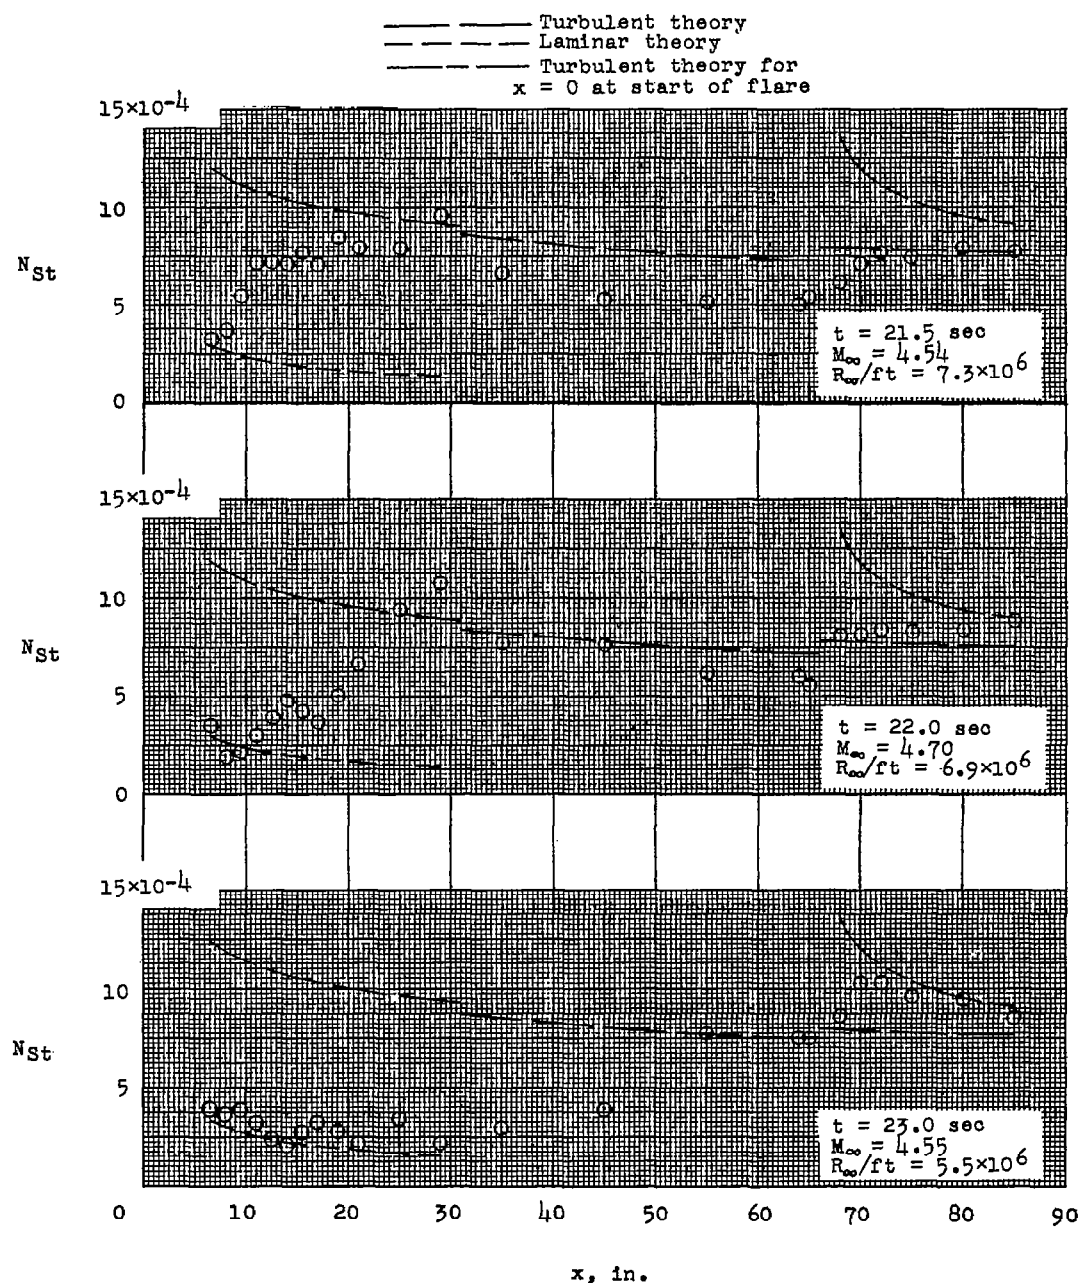 Turbulent theory
Laminar theory
Turbulent theory for
x = 0 at start of flare
15×10-4
10
NSt
5
0
t = 21.5 sec
M∞ = 4.54
R∞/ft = 7.3×10⁶
15×10-4
10
NSt
5
0
t = 22.0 sec
M∞ = 4.70
R∞/ft = 6.9×10⁶
15×10-4
10
NSt
5
t = 23.0 sec
M∞ = 4.55
R∞/ft = 5.5×10⁶
0 10 20 30 40 50 60 70 80 90
x, in.